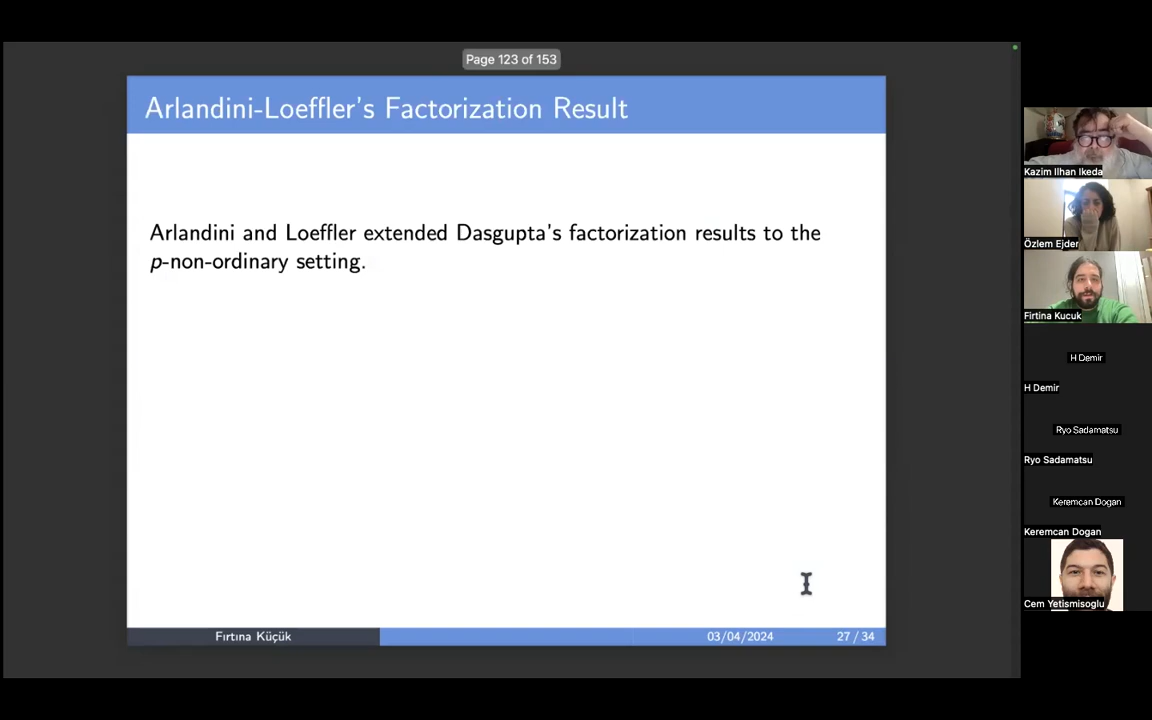 Page 123 of 153
Arlandini-Loeffler's Factorization Result
Arlandini and Loeffler extended Dasgupta's factorization results to the
p-non-ordinary setting.
Fırtına Küçük
03/04/2024
27 / 34
Kazim Ilhan Ikeda
Özlem Ejder
Firtina Kucuk
H Demir
H Demir
Ryo Sadamatsu
Ryo Sadamatsu
Keremcan Dogan
Keremcan Dogan
Cem Yetismisoglu